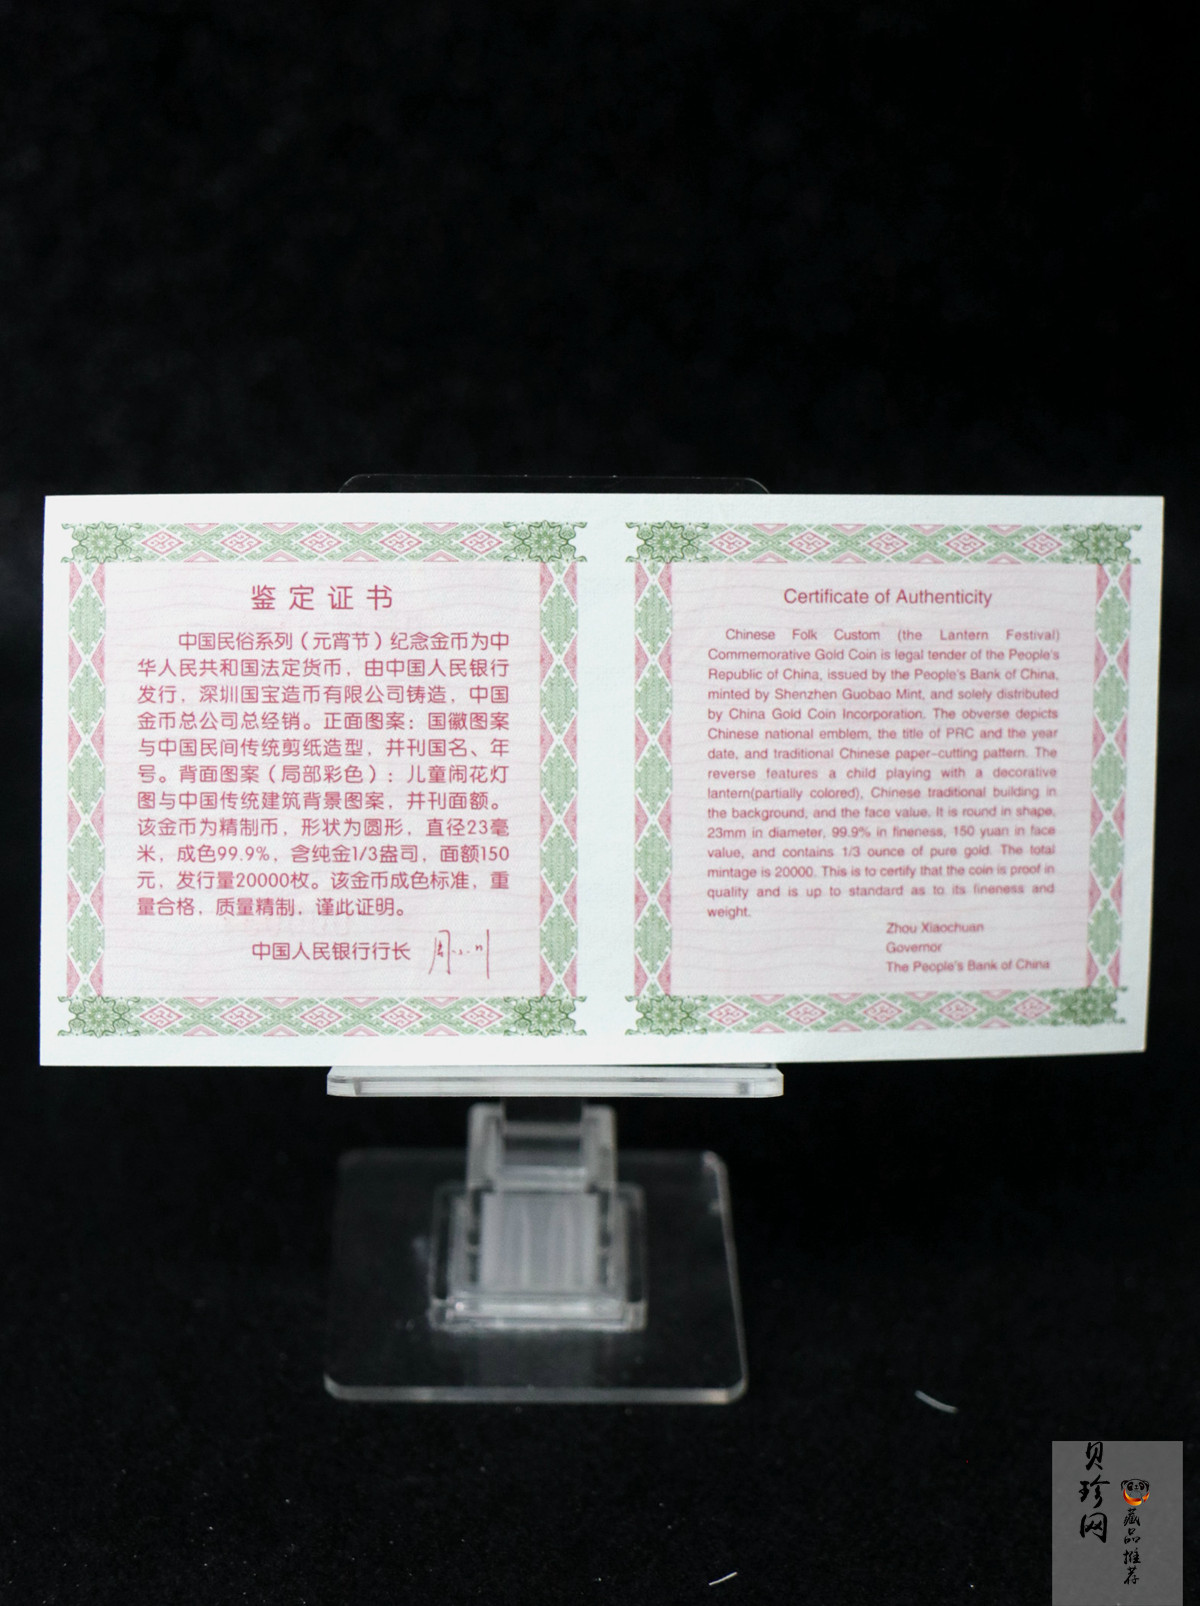 鉴定证书
中国民俗系列（元宵节）纪念金币为中
华人民共和国法定货币，由中国人民银行
发行，深圳国宝造币有限公司铸造，中国
金币总公司总经销。正面图案：国徽图案
与中国民间传统剪纸造型，并刊国名、年
号。背面图案（局部彩色）：儿童闹花灯
图与中国传统建筑背景图案，并刊面额。
该金币为精制币，形状为圆形，直径23毫
米，成色99.9%，含纯金1/3盎司，面额150
元，发行量20000枚。该金币成色标准，重
量合格，质量精制，谨此证明。
中国人民银行行长 周小川
Certificate of Authenticity
Chinese Folk Custom (the Lantern Festival)
Commemorative Gold Coin is legal tender of the People's
Republic of China, issued by the People's Bank of China,
minted by Shenzhen Guobao Mint, and solely distributed
by China Gold Coin Incorporation. The obverse depicts
Chinese national emblem, the title of PRC and the year
date, and traditional Chinese paper-cutting pattern. The
reverse features a child playing with a decorative
lantern(partially colored), Chinese traditional building in
the background, and the face value. It is round in shape,
23mm in diameter, 99.9% in fineness, 150 yuan in face
value, and contains 1/3 ounce of pure gold. The total
mintage is 20000. This is to certify that the coin is proof in
quality and is up to standard as to its fineness and
weight.
Zhou Xiaochuan
Governor
The People's Bank of China
贝珍网
藏品推荐